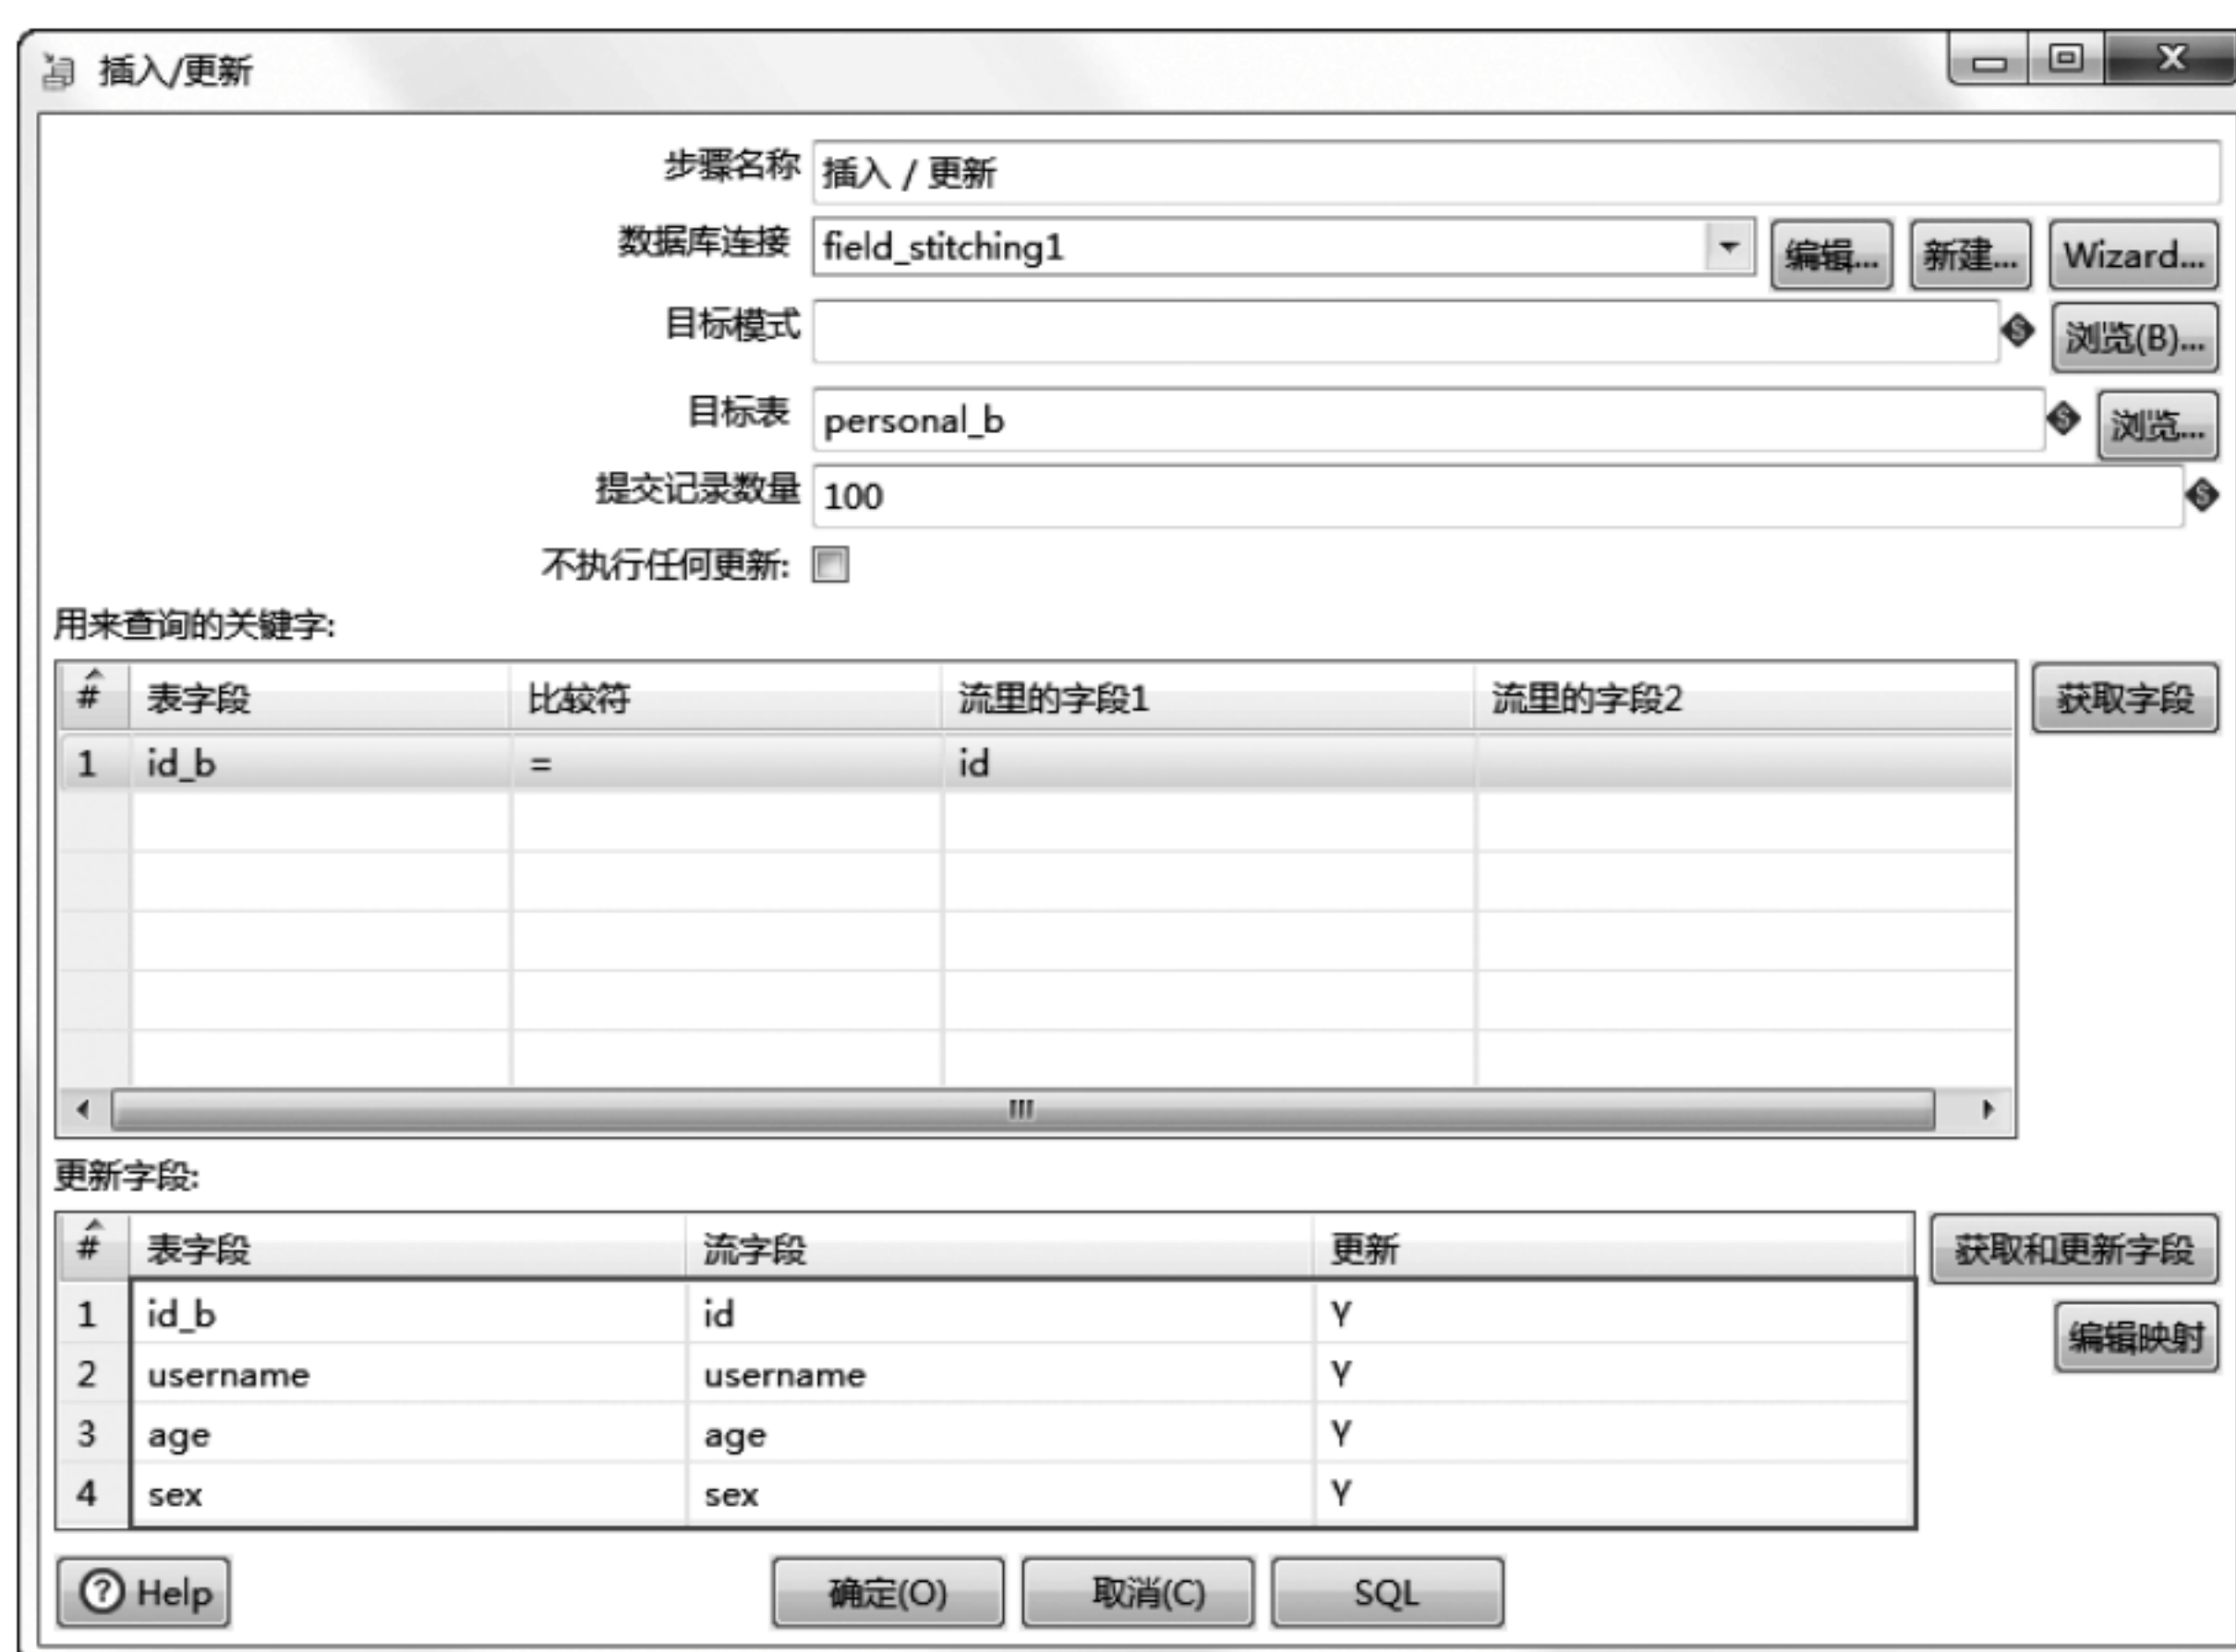 插入/更新
步骤名称 插入 / 更新
数据库连接 field_stitching1 编辑... 新建... Wizard...
目标模式 浏览(B)...
目标表 personal_b 浏览...
提交记录数量 100
不执行任何更新:
用来查询的关键字:
# 表字段 比较符 流里的字段1 流里的字段2 获取字段
1 id_b = id
更新字段:
# 表字段 流字段 更新 获取和更新字段
1 id_b id Y
编辑映射
2 username username Y
3 age age Y
4 sex sex Y
Help 确定(O) 取消(C) SQL